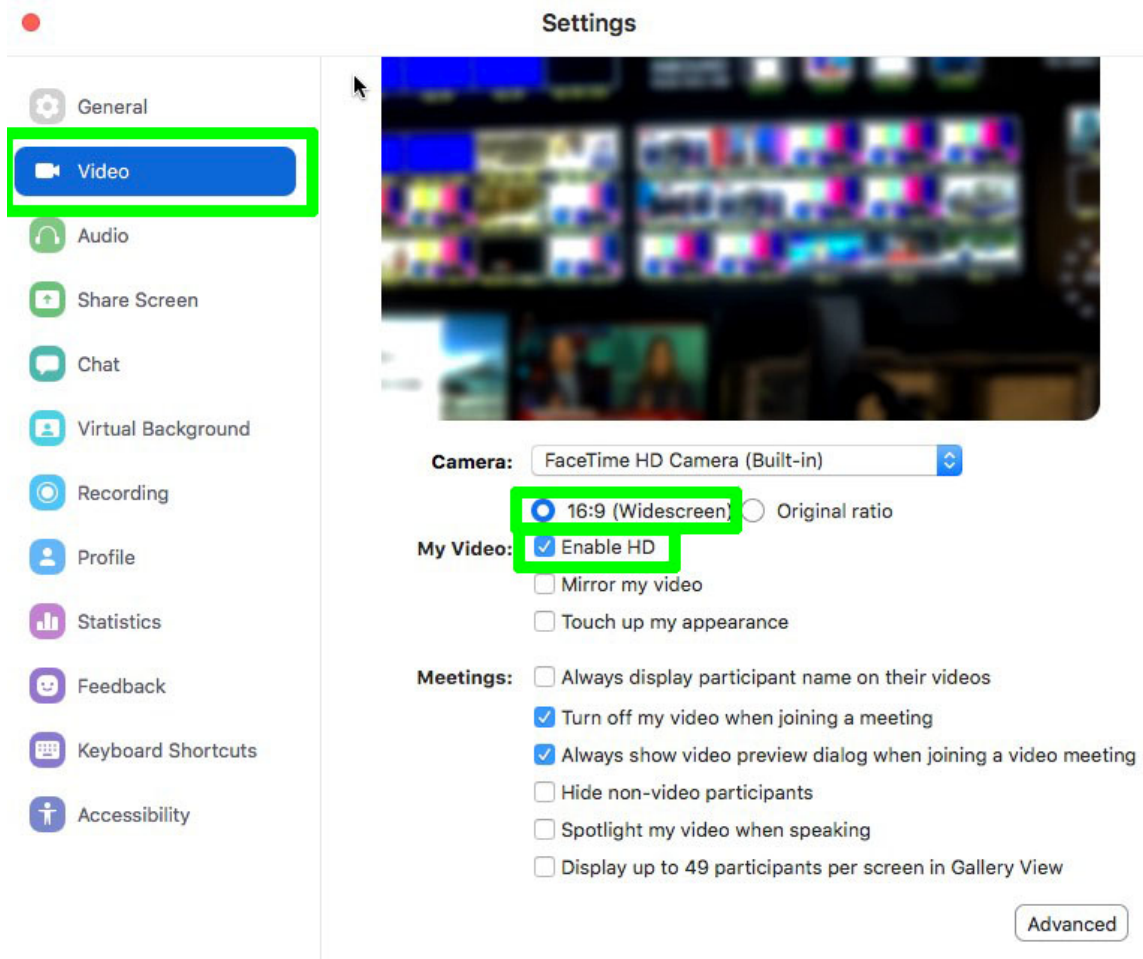 Settings
General
Video
Audio
Share Screen
Chat
Virtual Background
Recording
Profile
Statistics
Feedback
Keyboard Shortcuts
Accessibility
Camera: FaceTime HD Camera (Built-in)
16:9 (Widescreen) Original ratio
My Video: Enable HD
Mirror my video
Touch up my appearance
Meetings: Always display participant name on their videos
Turn off my video when joining a meeting
Always show video preview dialog when joining a video meeting
Hide non-video participants
Spotlight my video when speaking
Display up to 49 participants per screen in Gallery View
Advanced